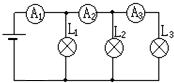 A₁ A₂ A₃
L₁ L₂ L₃